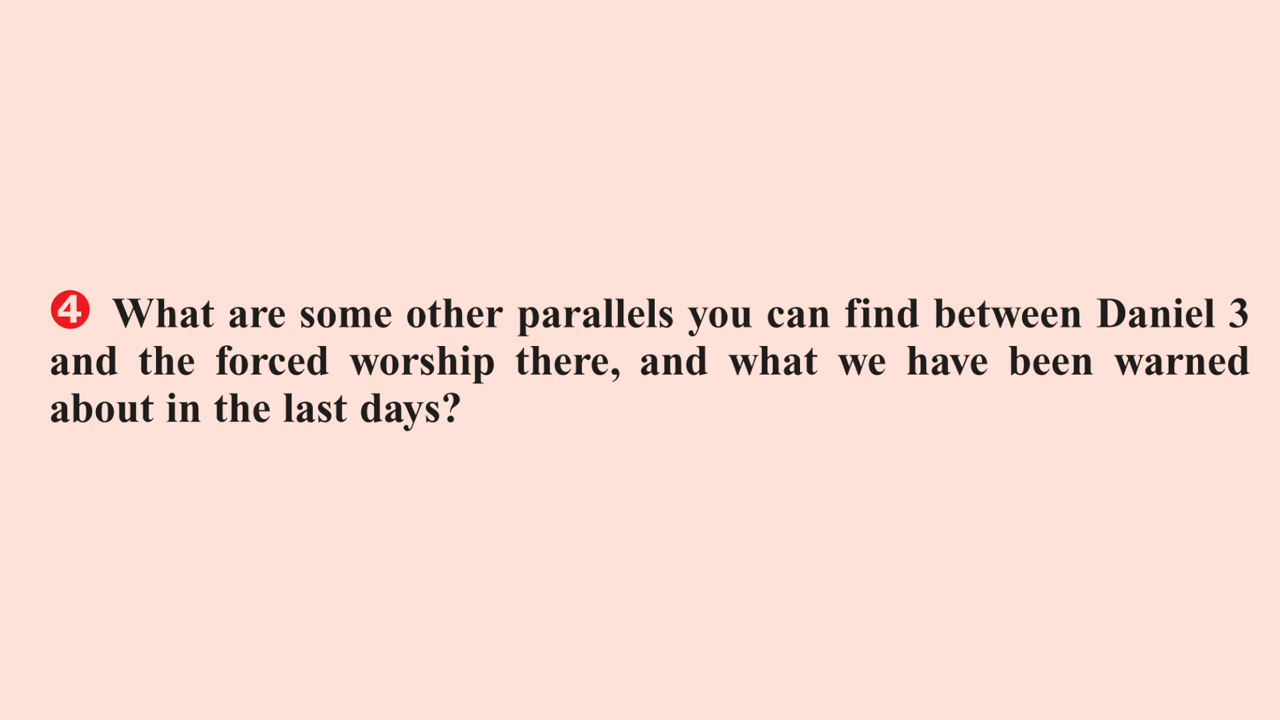 ❹ What are some other parallels you can find between Daniel 3
and the forced worship there, and what we have been warned
about in the last days?